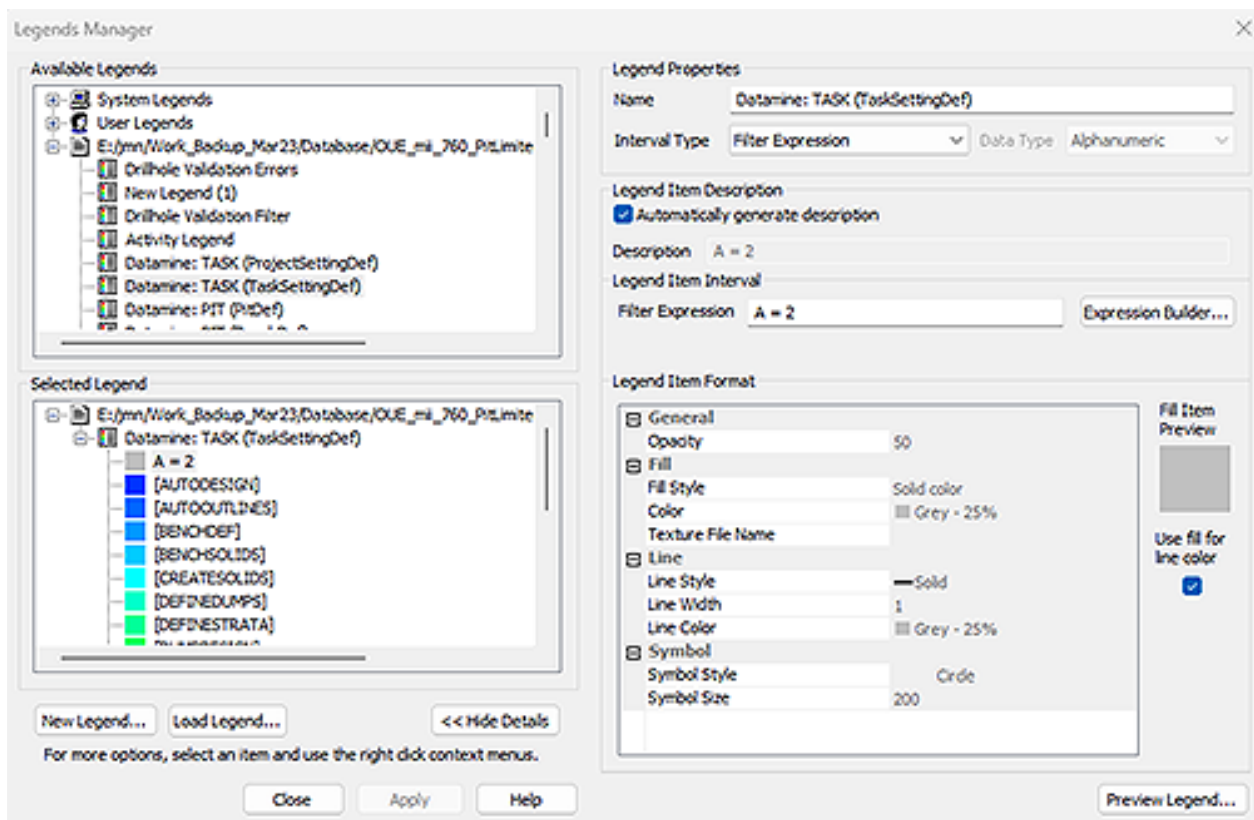 Legends Manager
Available Legends
System Legends
User Legends
E:/jmn/Work_Backup_Mar23/Database/OUE_mii_760_PitLimite
Drillhole Validation Errors
New Legend (1)
Drillhole Validation Filter
Activity Legend
Datamine: TASK (ProjectSettingDef)
Datamine: TASK (TaskSettingDef)
Datamine: PIT (PitDef)
Selected Legend
E:/jmn/Work_Backup_Mar23/Database/OUE_mii_760_PitLimite
Datamine: TASK (TaskSettingDef)
A = 2
[AUTODESIGN]
[AUTOOUTLINES]
[BENCHDEF]
[BENCHSOLIDS]
[CREATESOLIDS]
[DEFINEDUMPS]
[DEFINESTRATA]
New Legend...
Load Legend...
<< Hide Details
For more options, select an item and use the right click context menus.
Close
Apply
Help
Legend Properties
Name Datamine: TASK (TaskSettingDef)
Interval Type Filter Expression Data Type Alphanumeric
Legend Item Description
Automatically generate description
Description A = 2
Legend Item Interval
Filter Expression A = 2 Expression Builder...
Legend Item Format
General
Opacity 50
Fill
Fill Style Solid color
Color Grey - 25%
Texture File Name
Line
Line Style Solid
Line Width 1
Line Color Grey - 25%
Symbol
Symbol Style Circle
Symbol Size 200
Fill Item
Preview
Use fill for
line color
Preview Legend...